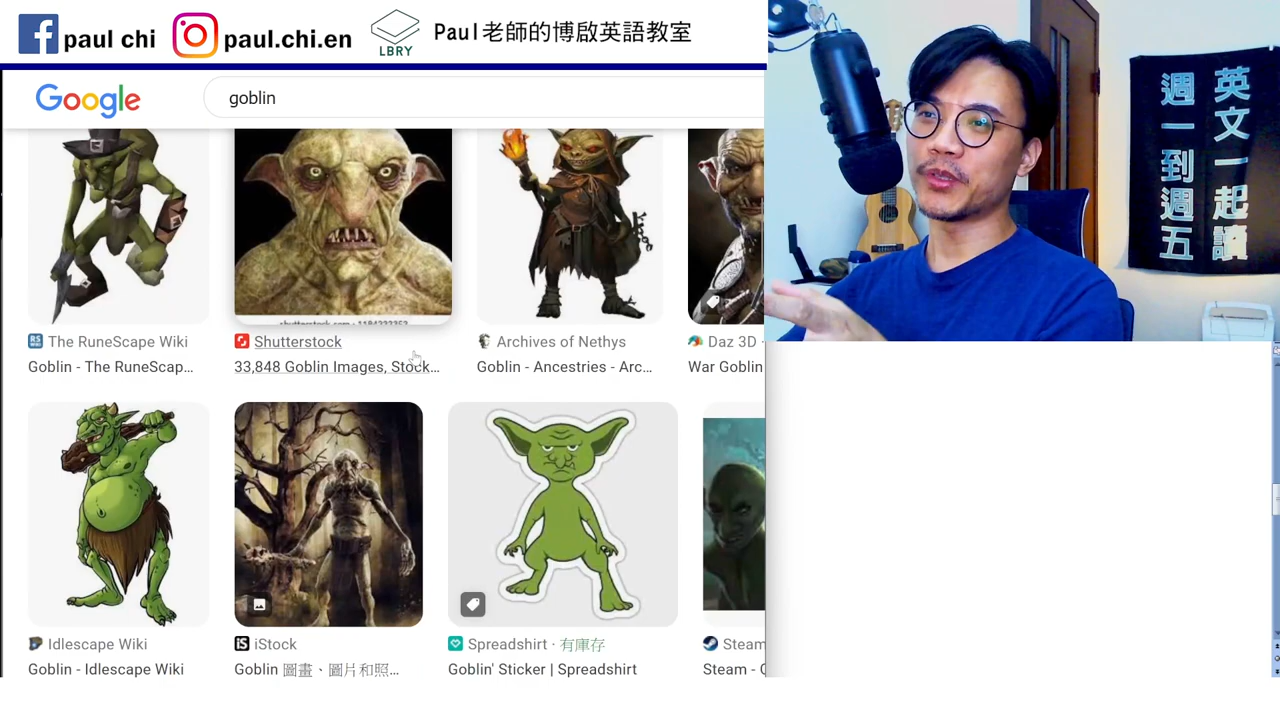 paul chi
paul.chi.en
LBRY
Paul老師的博啟英語教室
Google
goblin
The RuneScape Wiki
Goblin - The RuneScap...
Shutterstock
33,848 Goblin Images, Stock...
Archives of Nethys
Goblin - Ancestries - Arc...
Daz 3D
War Goblin
Idlescape Wiki
Goblin - Idlescape Wiki
iS
iStock
Goblin 圖畫、圖片和照...
Spreadshirt · 有庫存
Goblin' Sticker | Spreadshirt
Steam
Steam - G
英文一起讀
週一到週五